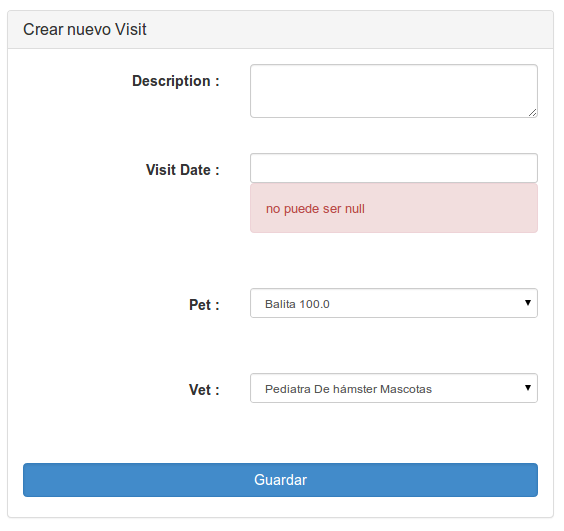 Crear nuevo Visit
Description :
Visit Date :
no puede ser null
Pet :
Balita 100.0
Vet :
Pediatra De hámster Mascotas
Guardar